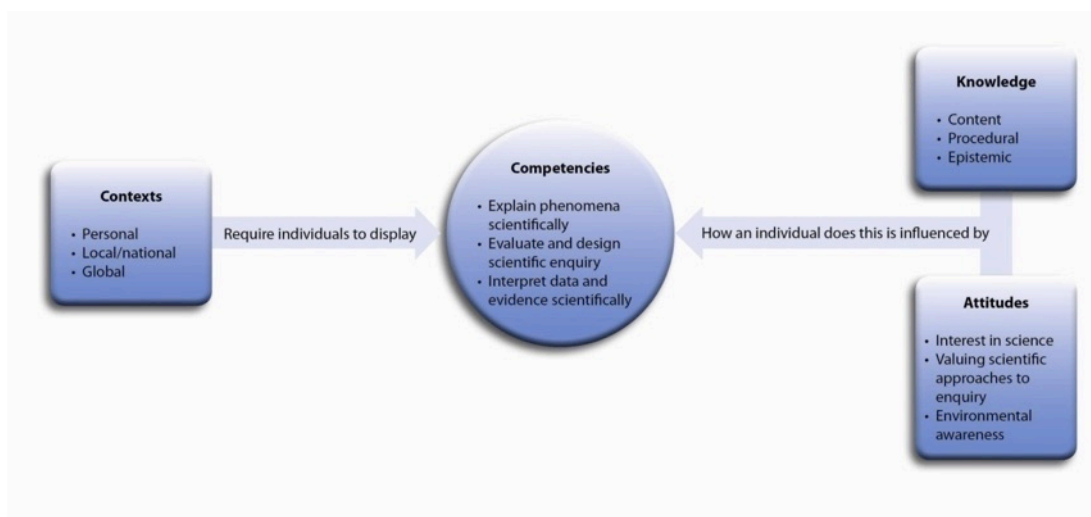 Contexts
• Personal
• Local/national
• Global
Require individuals to display
Competencies
• Explain phenomena
scientifically
• Evaluate and design
scientific enquiry
• Interpret data and
evidence scientifically
How an individual does this is influenced by
Knowledge
• Content
• Procedural
• Epistemic
Attitudes
• Interest in science
• Valuing scientific
approaches to
enquiry
• Environmental
awareness